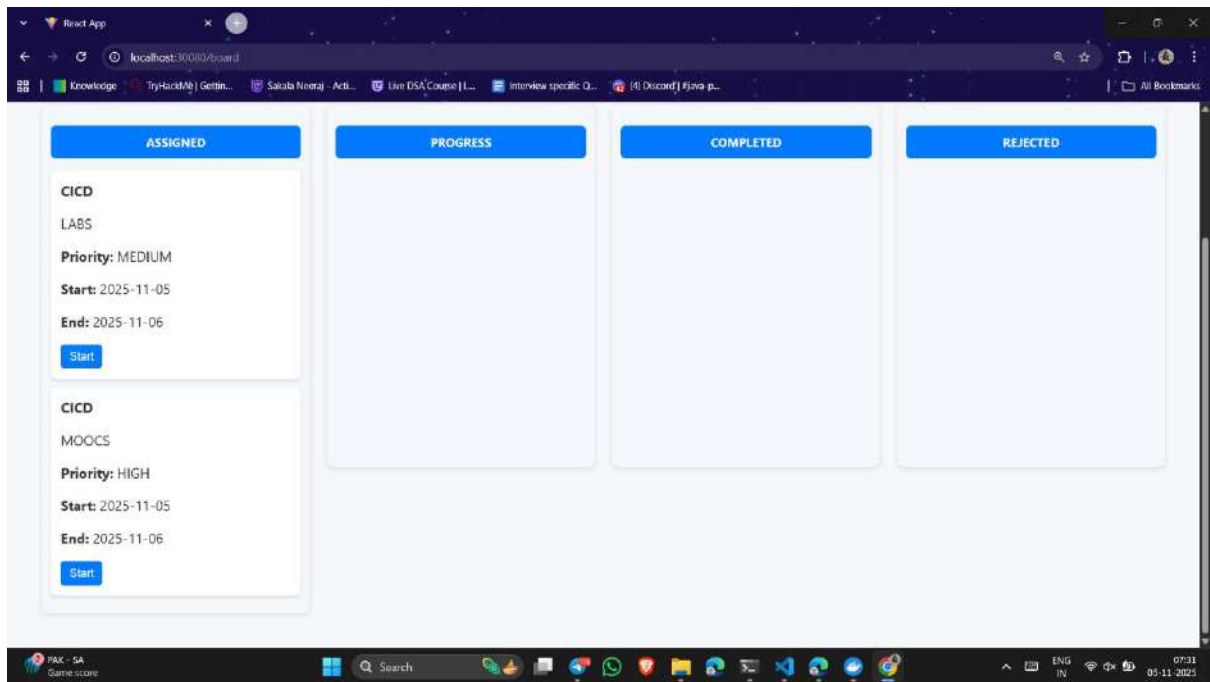 React App
localhost:30080/board
Knowledge
TryHackMe | Gettin...
Sakala Neeraj - Acti...
Live DSA Course | L...
Interview specific Q...
(4) Discord | #java-p...
All Bookmarks
ASSIGNED
PROGRESS
COMPLETED
REJECTED
CICD
LABS
Priority: MEDIUM
Start: 2025-11-05
End: 2025-11-06
Start
CICD
MOOCS
Priority: HIGH
Start: 2025-11-05
End: 2025-11-06
Start
PAK - SA
Game score
Search
ENG
IN
07:31
05-11-2025